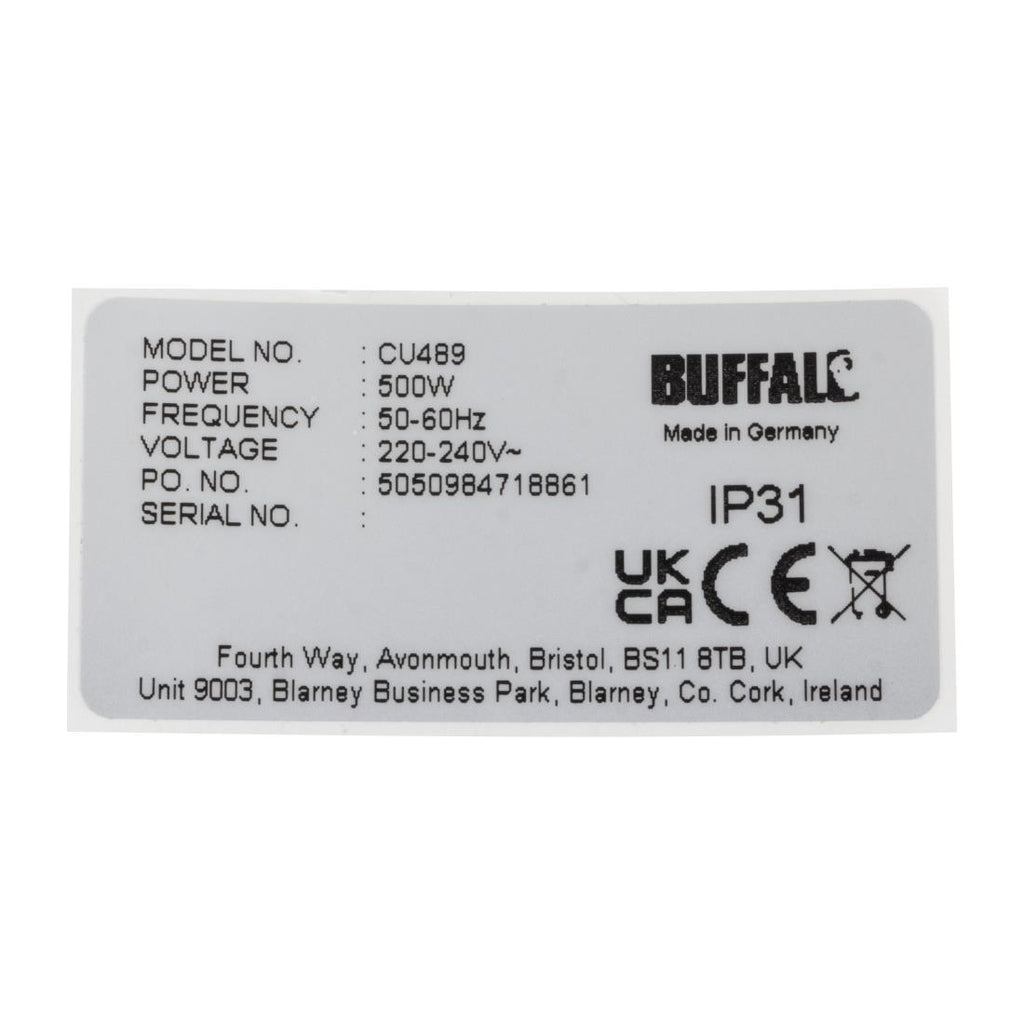 MODEL NO. : CU489
POWER : 500W
FREQUENCY : 50-60Hz
VOLTAGE : 220-240V~
PO. NO. : 5050984718861
SERIAL NO. :
BUFFALO
Made in Germany
IP31
UK
CA
CE
Fourth Way, Avonmouth, Bristol, BS11 8TB, UK
Unit 9003, Blarney Business Park, Blarney, Co. Cork, Ireland